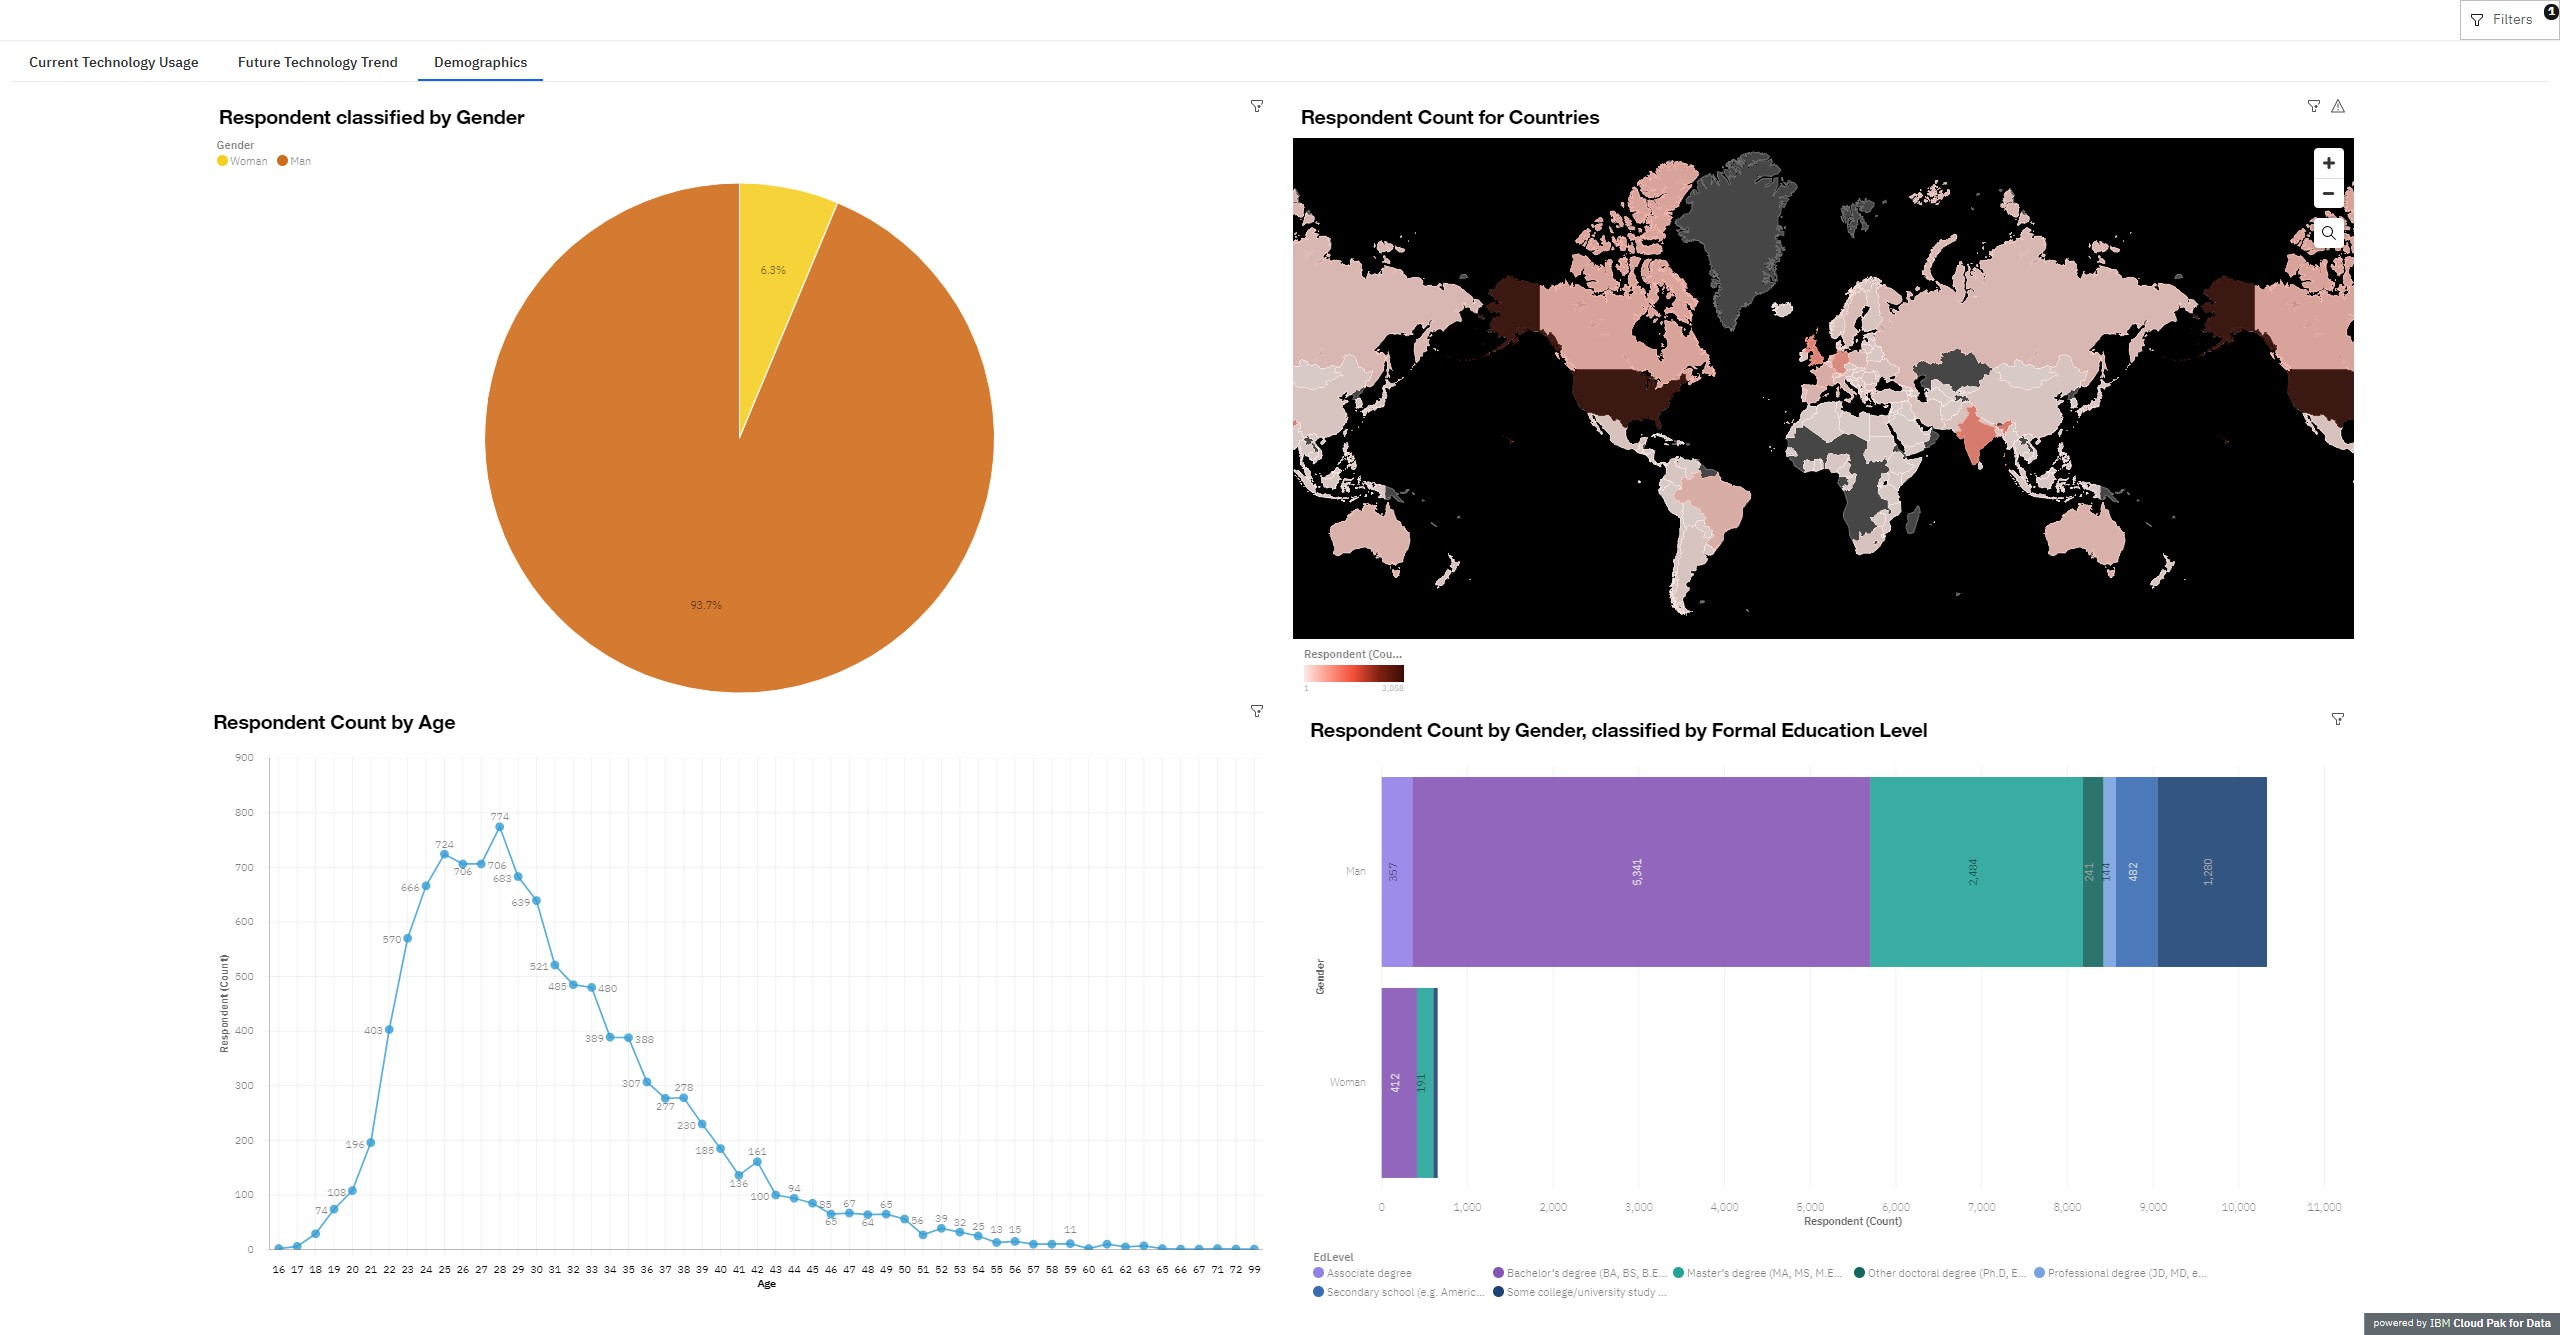 Filters 1
Current Technology Usage Future Technology Trend Demographics
Respondent classified by Gender
Gender
Woman Man
6.3%
93.7%
Respondent Count for Countries
+
−
Respondent (Cou...
1 3,058
Respondent Count by Age
900
800
700
600
500
400
300
200
100
0
Respondent (Count)
74
108
196
403
570
666
724
706
706
774
683
639
521
485
480
389
388
307
277
278
230
185
136
161
100
94
85
65
67
64
65
56
39
32
25
13
15
11
16 17 18 19 20 21 22 23 24 25 26 27 28 29 30 31 32 33 34 35 36 37 38 39 40 41 42 43 44 45 46 47 48 49 50 51 52 53 54 55 56 57 58 59 60 61 62 63 65 66 67 71 72 99
Age
Respondent Count by Gender, classified by Formal Education Level
Gender
Man
357 5,341 2,484 241 144 482 1,280
Woman
412 191
0 1,000 2,000 3,000 4,000 5,000 6,000 7,000 8,000 9,000 10,000 11,000
Respondent (Count)
EdLevel
Associate degree Bachelor's degree (BA, BS, B.E... Master's degree (MA, MS, M.E... Other doctoral degree (Ph.D, E... Professional degree (JD, MD, e...
Secondary school (e.g. Americ... Some college/university study ...
powered by IBM Cloud Pak for Data